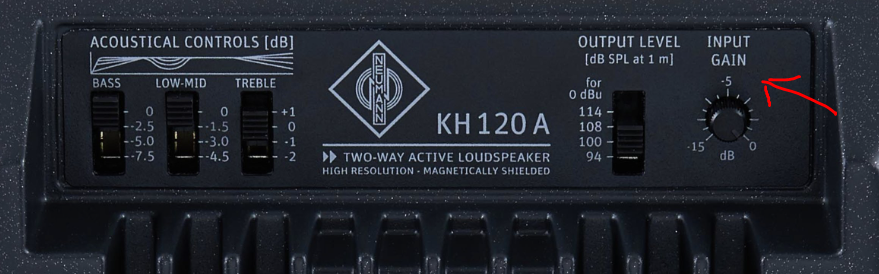 ACOUSTICAL CONTROLS [dB]
BASS
0
-2.5
-5.0
-7.5
LOW-MID
0
-1.5
-3.0
-4.5
TREBLE
+1
0
-1
-2
NEUMANN
KH 120 A
TWO-WAY ACTIVE LOUDSPEAKER
HIGH RESOLUTION - MAGNETICALLY SHIELDED
OUTPUT LEVEL
[dB SPL at 1 m]
for
0 dBu
114
108
100
94
INPUT
GAIN
-5
-15
0
dB